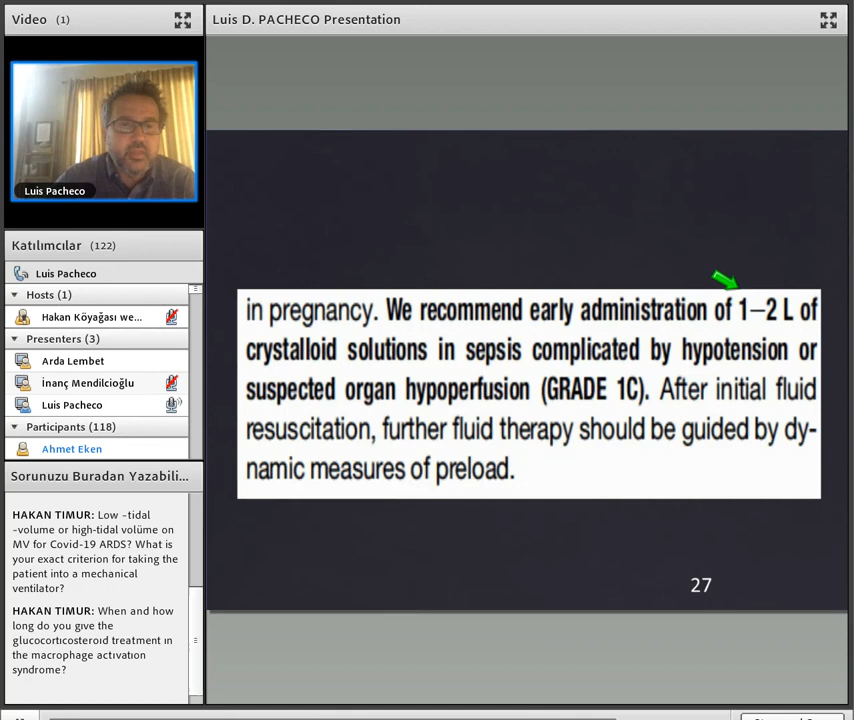 Video (1)
Luis Pacheco
Katılımcılar (122)
Luis Pacheco
Hosts (1)
Hakan Köyağası we...
Presenters (3)
Arda Lembet
İnanç Mendilcioğlu
Luis Pacheco
Participants (118)
Ahmet Eken
Sorunuzu Buradan Yazabili...
HAKAN TIMUR: Low -tidal
-volume or high-tidal volüme on
MV for Covid-19 ARDS? What is
your exact criterion for taking the
patient into a mechanical
ventilator?
HAKAN TIMUR: When and how
long do you gıve the
glucocortıcosteroıd treatment ın
the macrophage actıvatıon
syndrome?
Luis D. PACHECO Presentation
in pregnancy. We recommend early administration of 1–2 L of
crystalloid solutions in sepsis complicated by hypotension or
suspected organ hypoperfusion (GRADE 1C). After initial fluid
resuscitation, further fluid therapy should be guided by dy-
namic measures of preload.
27